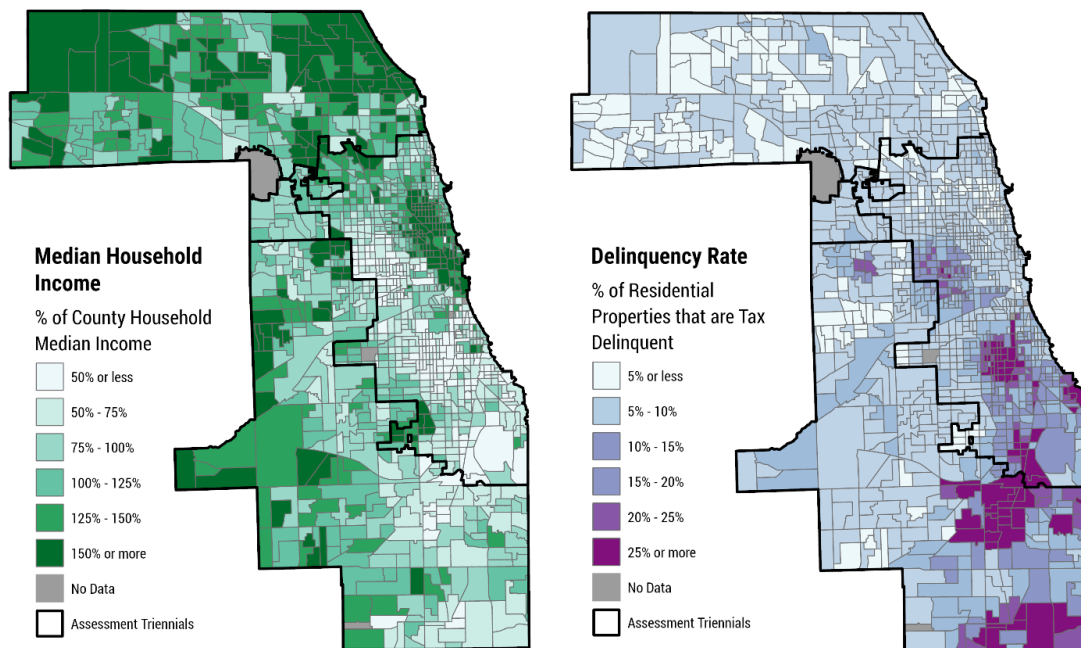 Median Household
Income
% of County Household
Median Income
50% or less
50% - 75%
75% - 100%
100% - 125%
125% - 150%
150% or more
No Data
Assessment Triennials
Delinquency Rate
% of Residential
Properties that are Tax
Delinquent
5% or less
5% - 10%
10% - 15%
15% - 20%
20% - 25%
25% or more
No Data
Assessment Triennials